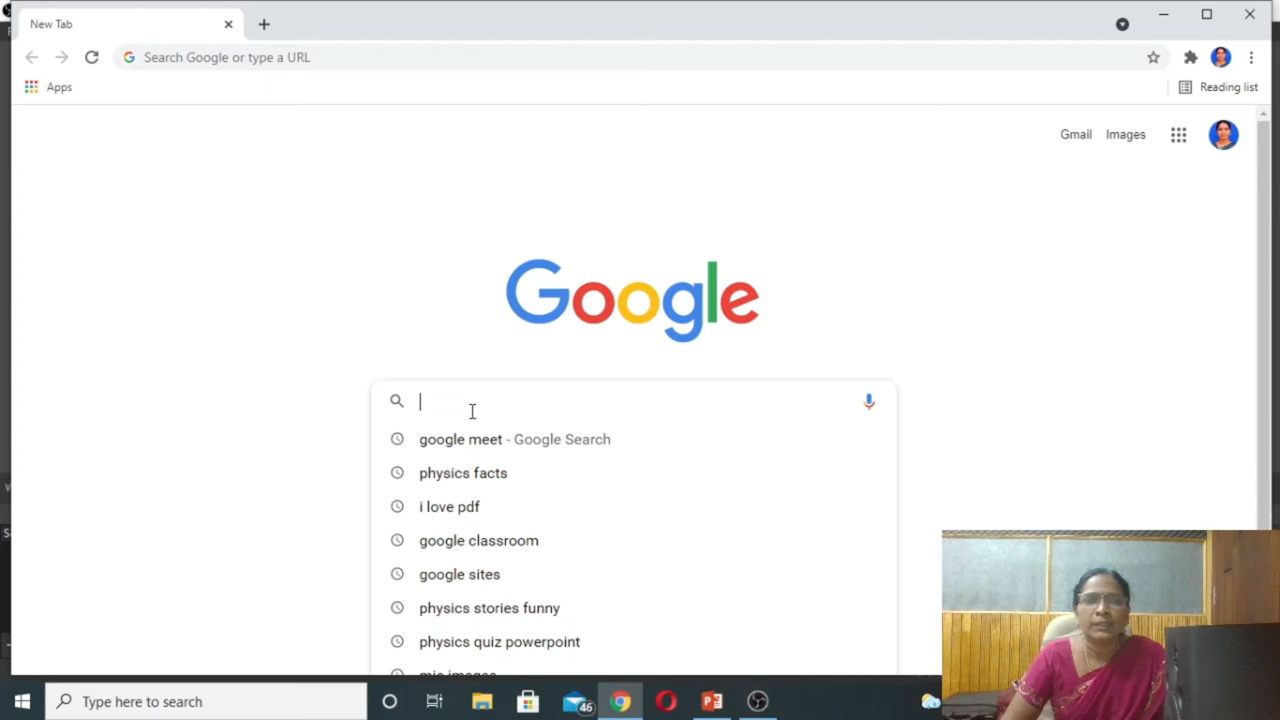 New Tab
Search Google or type a URL
Apps
Reading list
Gmail Images
Google
google meet - Google Search
physics facts
i love pdf
google classroom
google sites
physics stories funny
physics quiz powerpoint
Type here to search
46